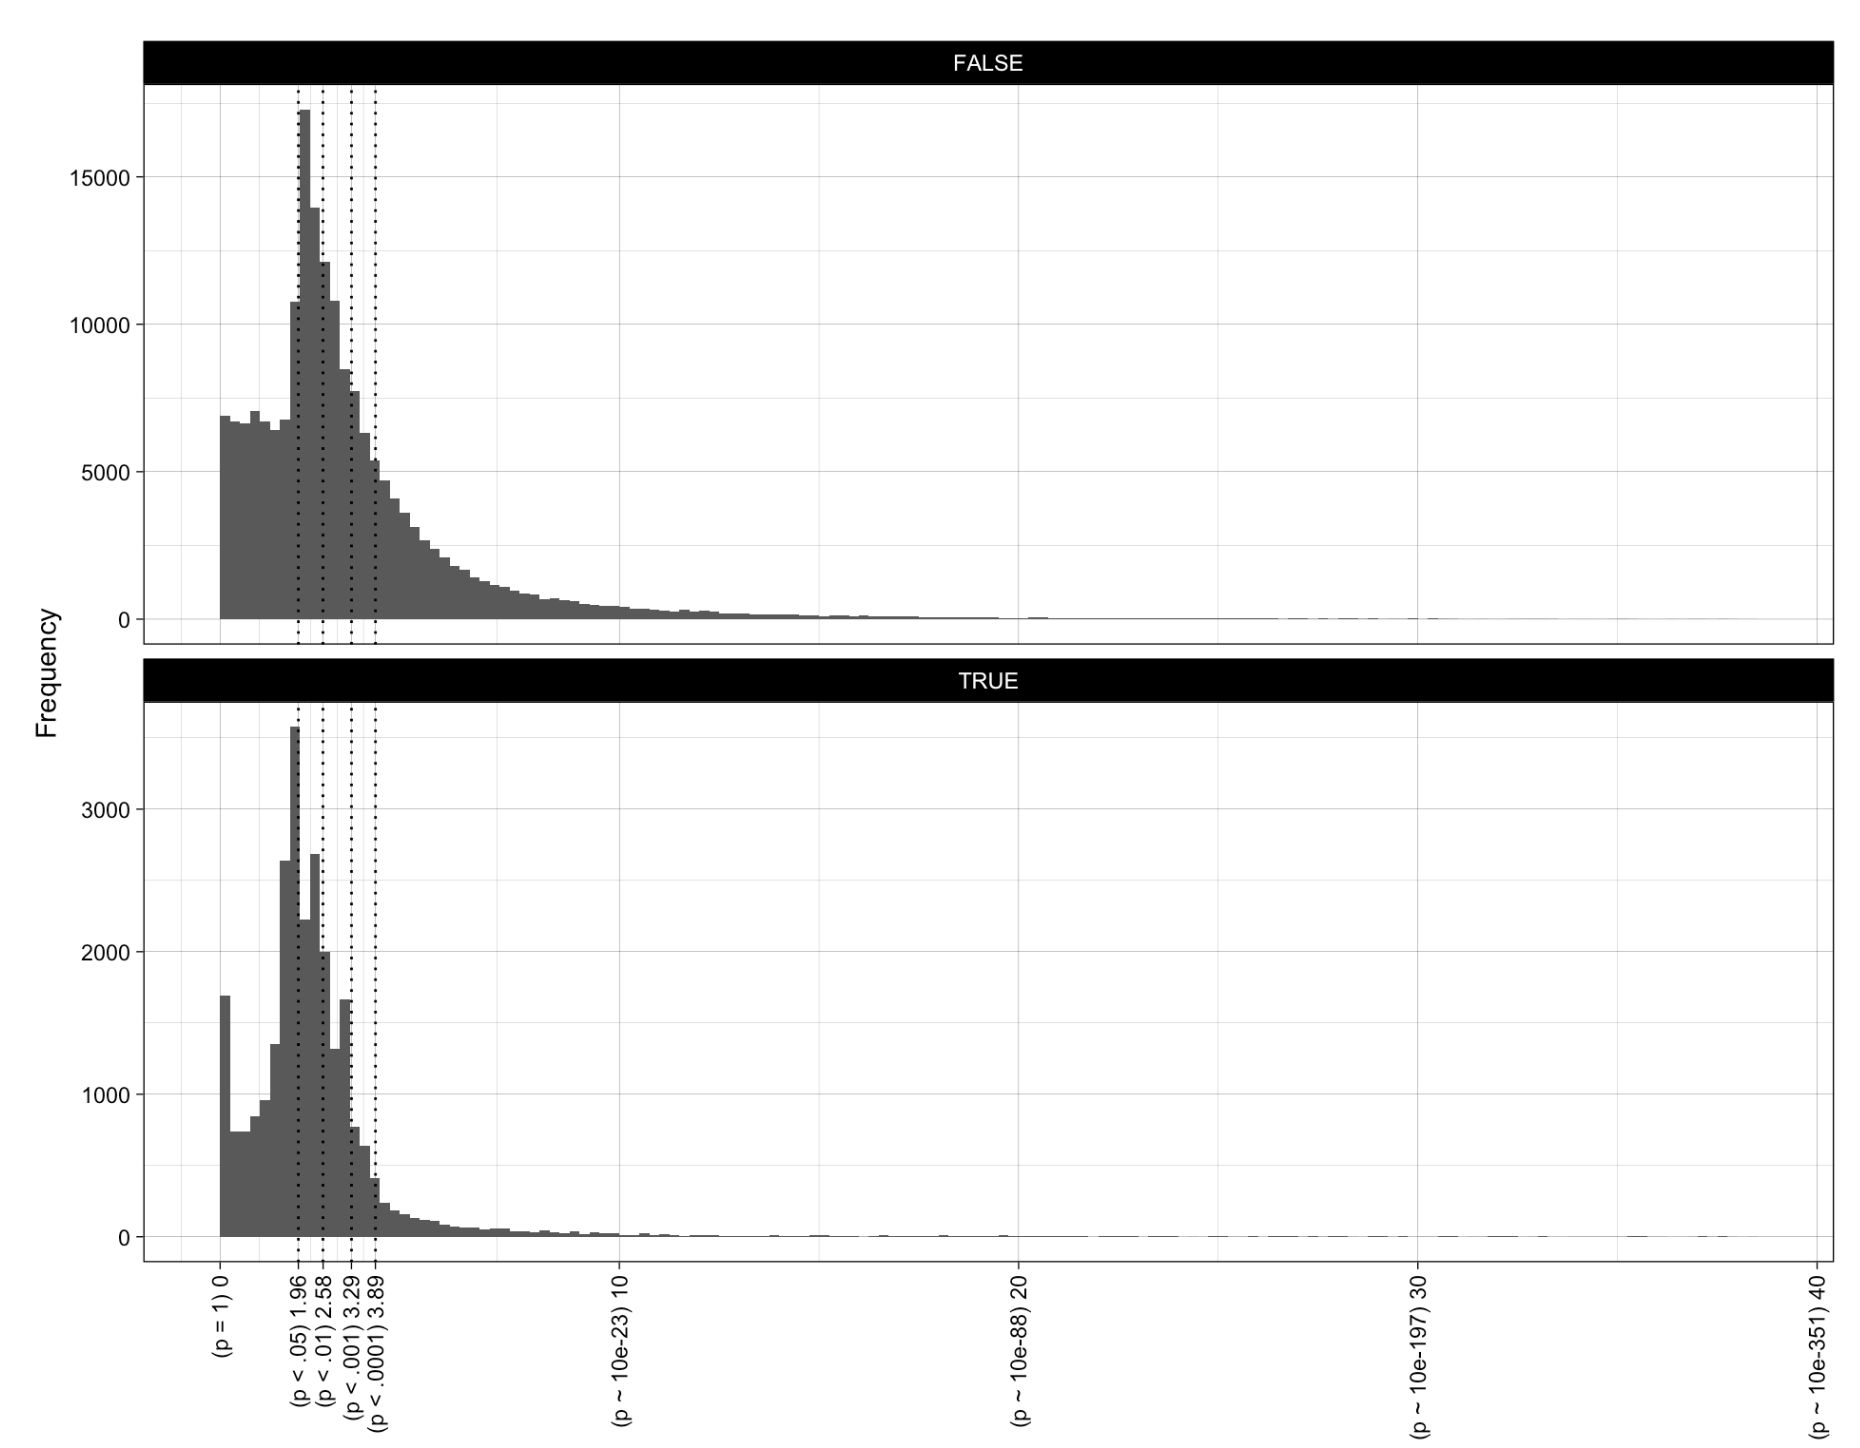 FALSE
15000
10000
5000
0
Frequency
TRUE
3000
2000
1000
0
(p = 1) 0
(p < .05) 1.96
(p < .01) 2.58
(p < .001) 3.29
(p < .0001) 3.89
(p ~ 10e-23) 10
(p ~ 10e-88) 20
(p ~ 10e-197) 30
(p ~ 10e-351) 40